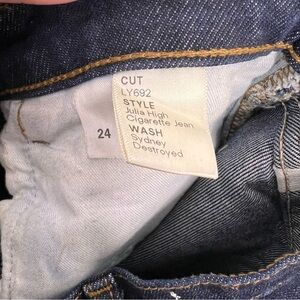 CUT
LY692
STYLE
Julia High
Cigarette Jean
WASH
Sydney
Destroyed
24